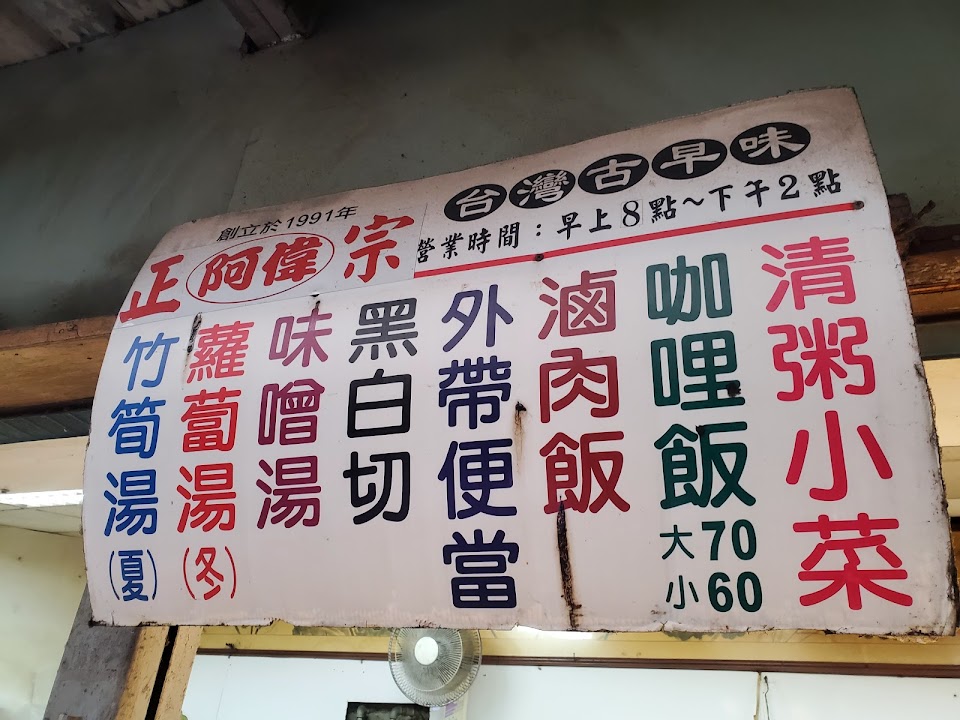 台灣古早味
創立於1991年
營業時間：早上8點~下午2點
正阿偉宗
清粥小菜
咖哩飯
大70
小60
滷肉飯
外帶便當
黑白切
味噌湯
蘿蔔湯(冬)
竹筍湯(夏)